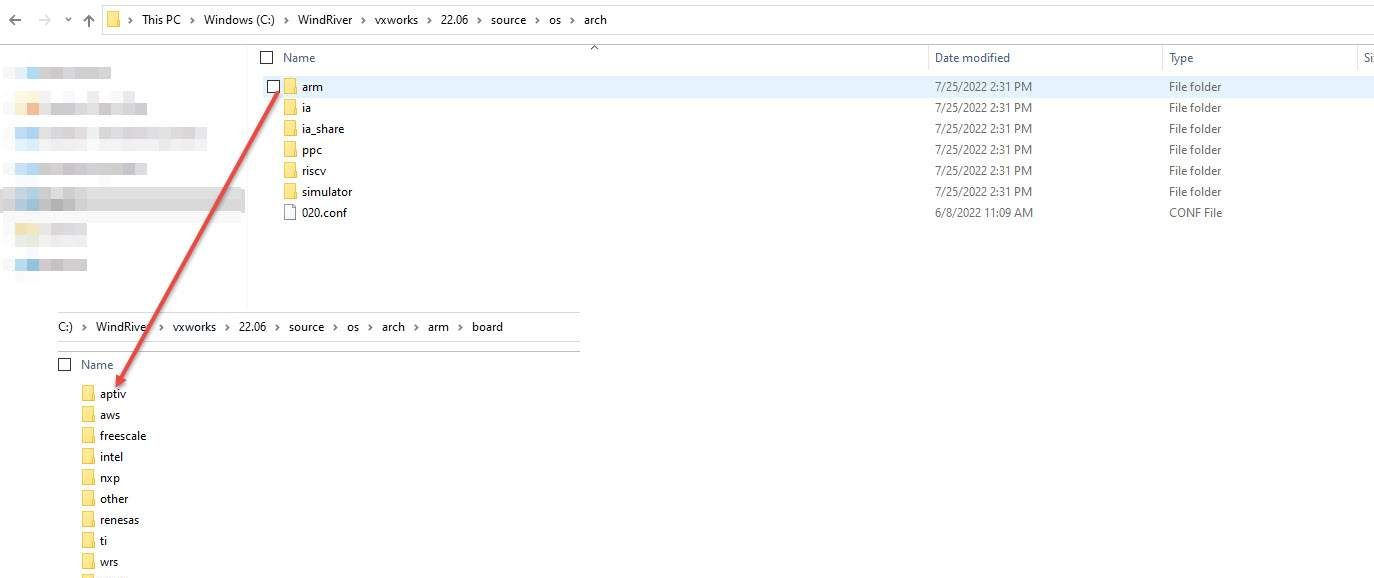 This PC > Windows (C:) > WindRiver > vxworks > 22.06 > source > os > arch
Name Date modified Type
arm 7/25/2022 2:31 PM File folder
ia 7/25/2022 2:31 PM File folder
ia_share 7/25/2022 2:31 PM File folder
ppc 7/25/2022 2:31 PM File folder
riscv 7/25/2022 2:31 PM File folder
simulator 7/25/2022 2:31 PM File folder
020.conf 6/8/2022 11:09 AM CONF File
C:) > WindRiver > vxworks > 22.06 > source > os > arch > arm > board
Name
aptiv
aws
freescale
intel
nxp
other
renesas
ti
wrs